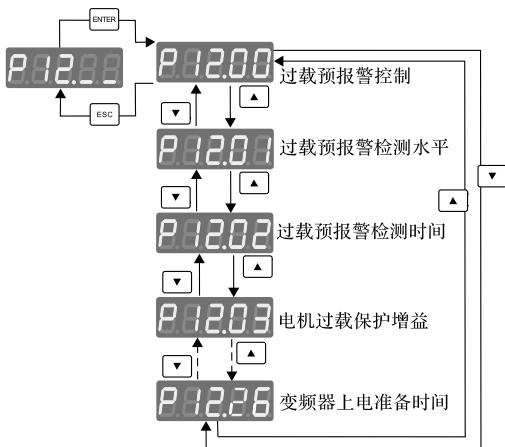 ENTER
P12._ _
P12.00
过载预报警控制
ESC
P12.01
过载预报警检测水平
P12.02
过载预报警检测时间
P12.03
电机过载保护增益
P12.26
变频器上电准备时间